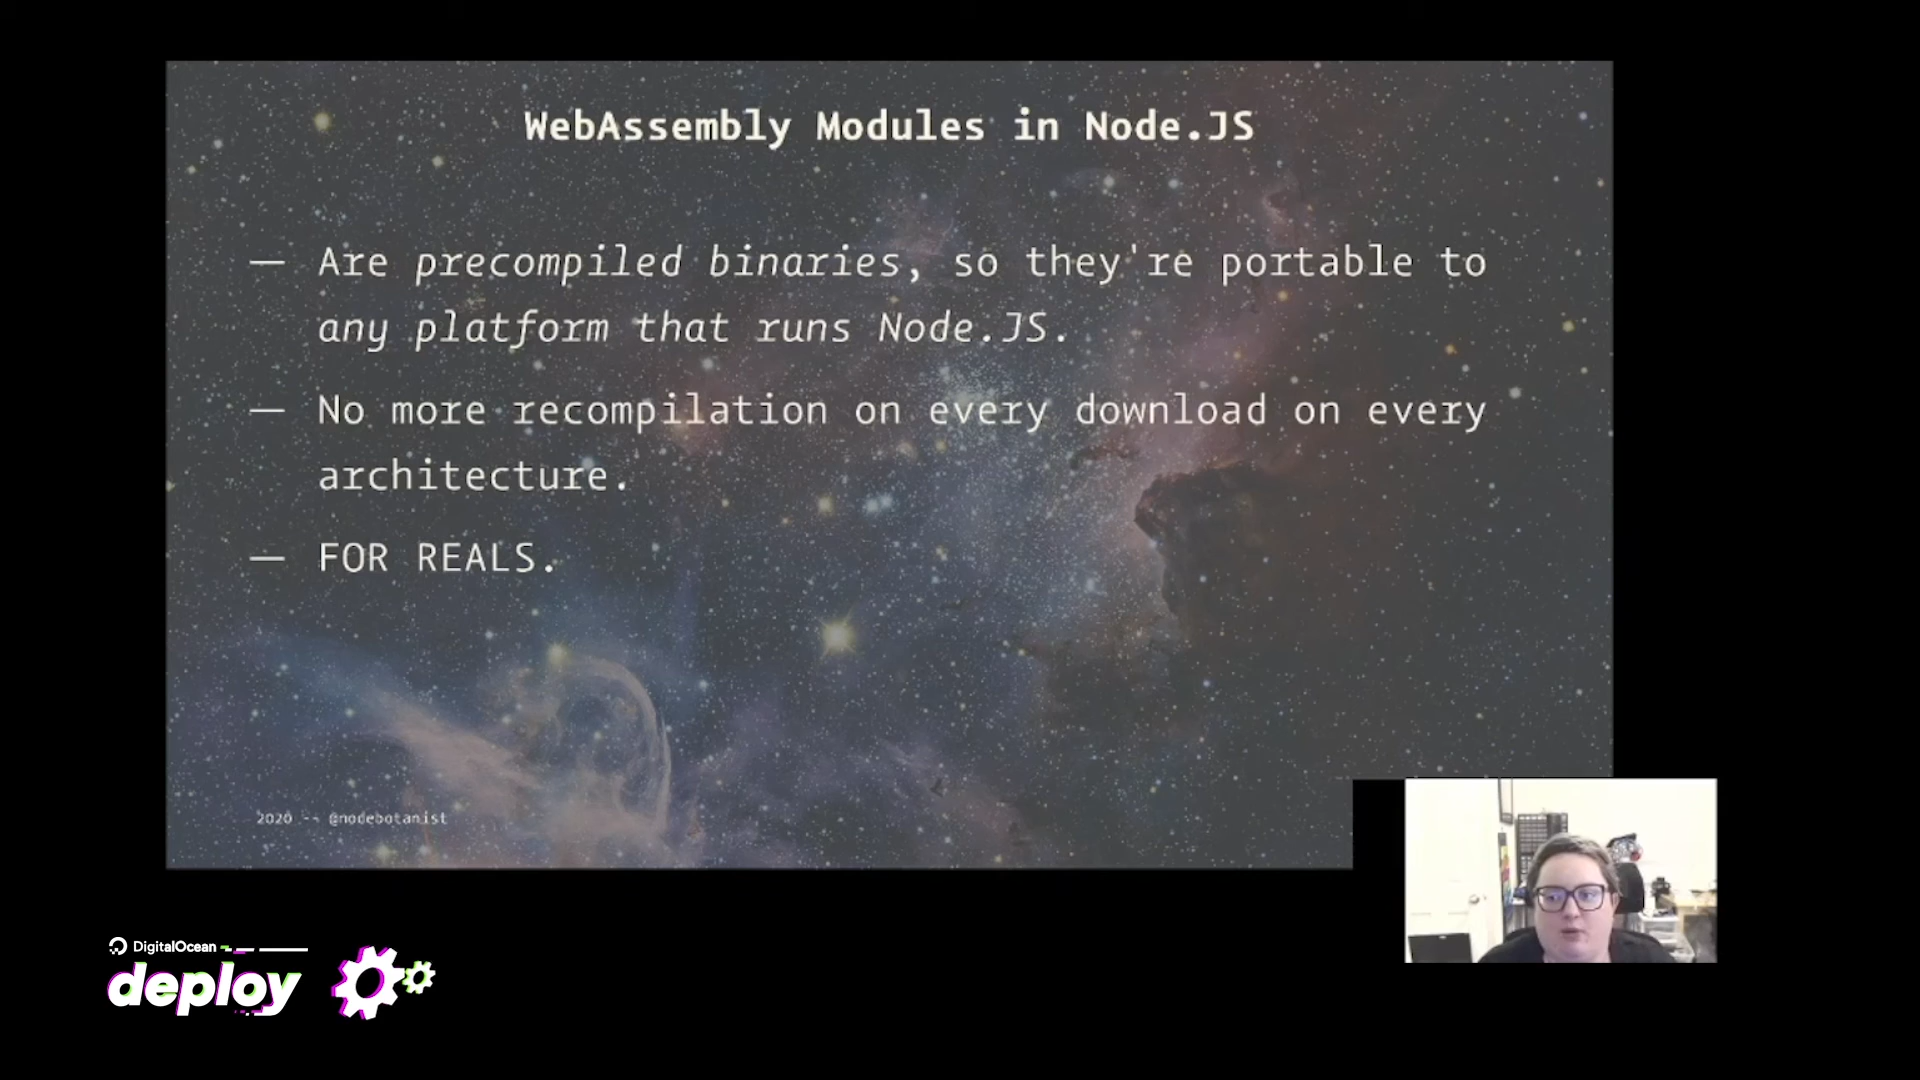 WebAssembly Modules in Node.JS
— Are precompiled binaries, so they're portable to
any platform that runs Node.JS.
— No more recompilation on every download on every
architecture.
— FOR REALS.
2020 -- @nodebotanist
DigitalOcean
deploy